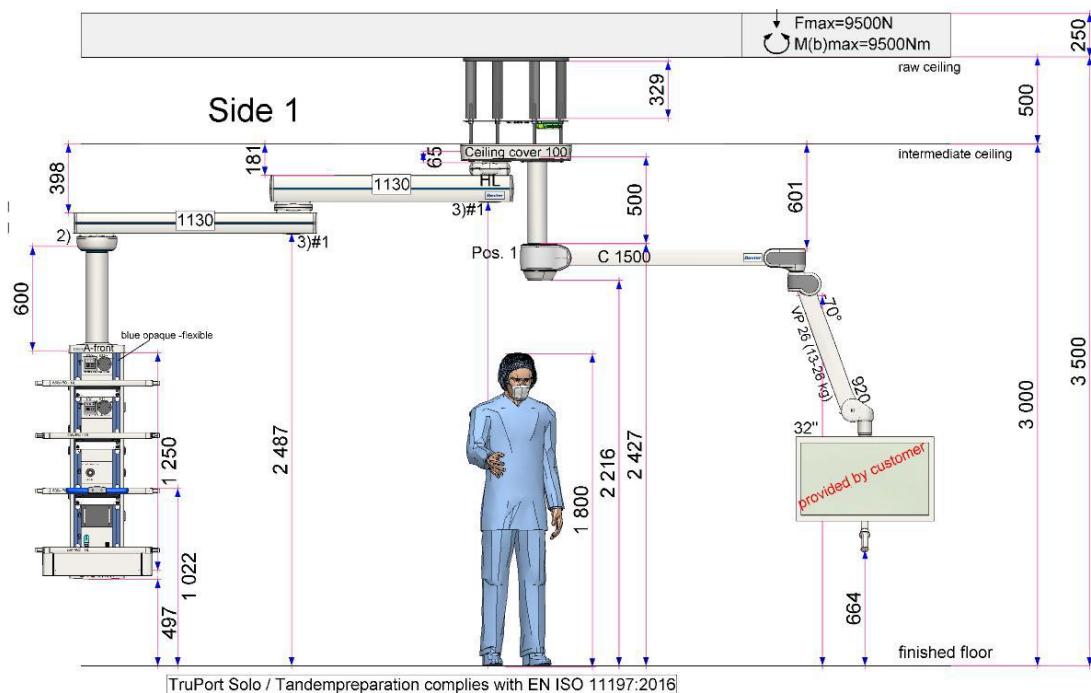 Fmax=9500N
M(b)max=9500Nm
250
raw ceiling
329
500
Side 1
181
65
Ceiling cover 100
intermediate ceiling
398
1130
HL
3)#1
500
601
1130
2)
3)#1
Pos. 1
C 1500
600
70°
blue opaque -flexible
A-front
VP 26 (13-26 kg)
920
3 500
3 000
32"
1 250
2 487
2 216
2 427
1 800
provided by customer
1 022
497
664
finished floor
TruPort Solo / Tandempreparation complies with EN ISO 11197:2016